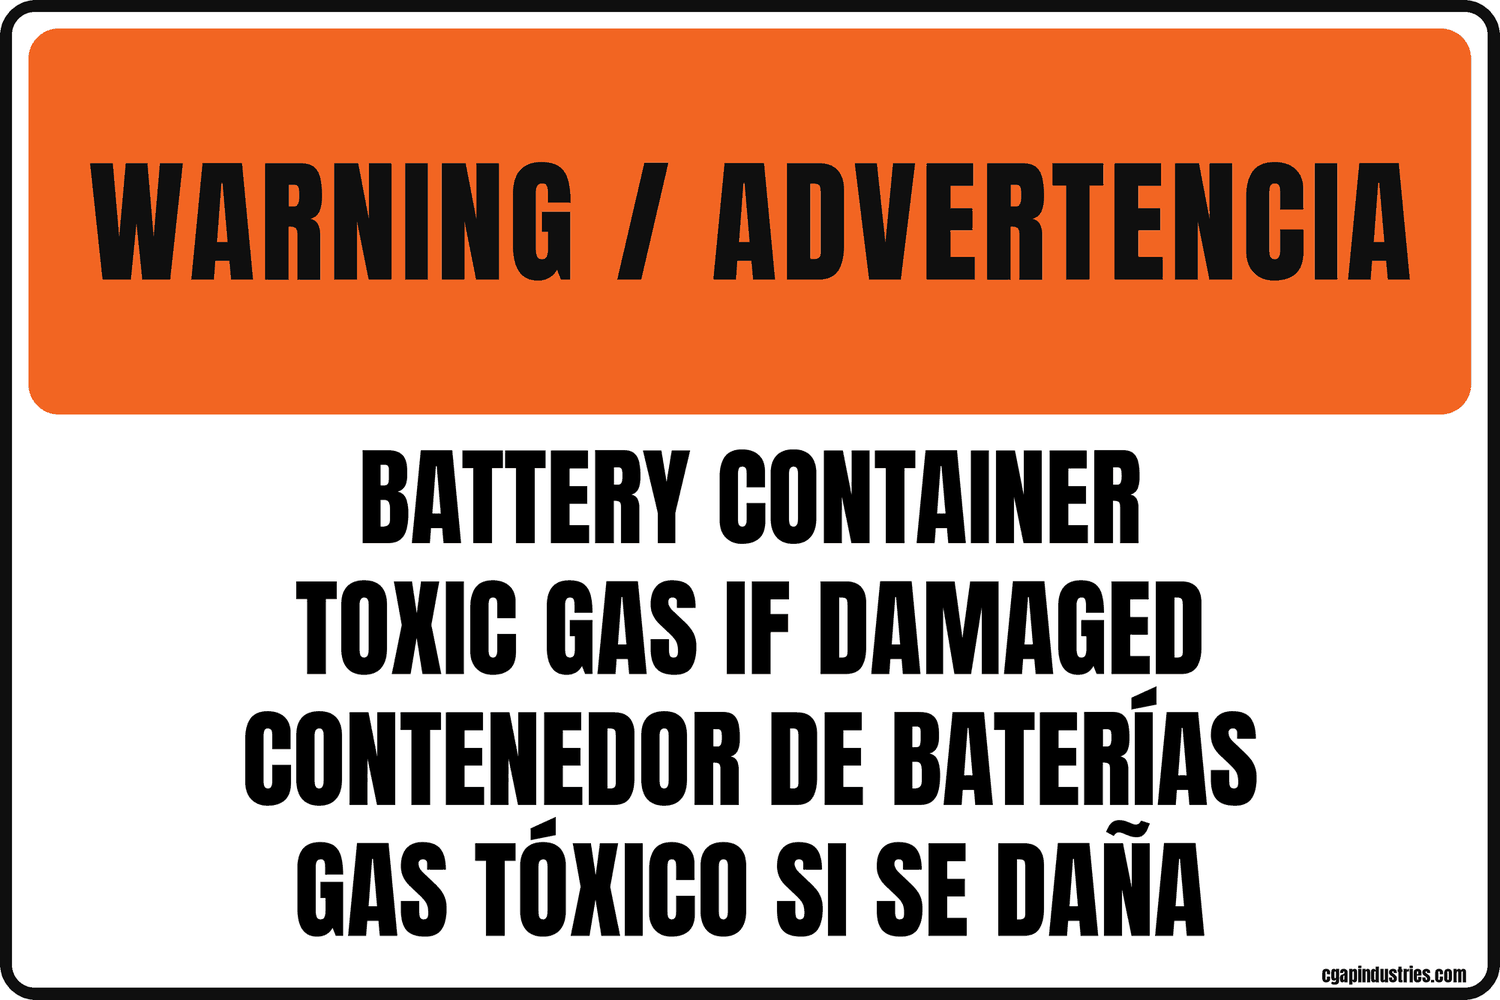 WARNING / ADVERTENCIA
BATTERY CONTAINER
TOXIC GAS IF DAMAGED
CONTENEDOR DE BATERÍAS
GAS TÓXICO SI SE DAÑA
cgapindustries.com